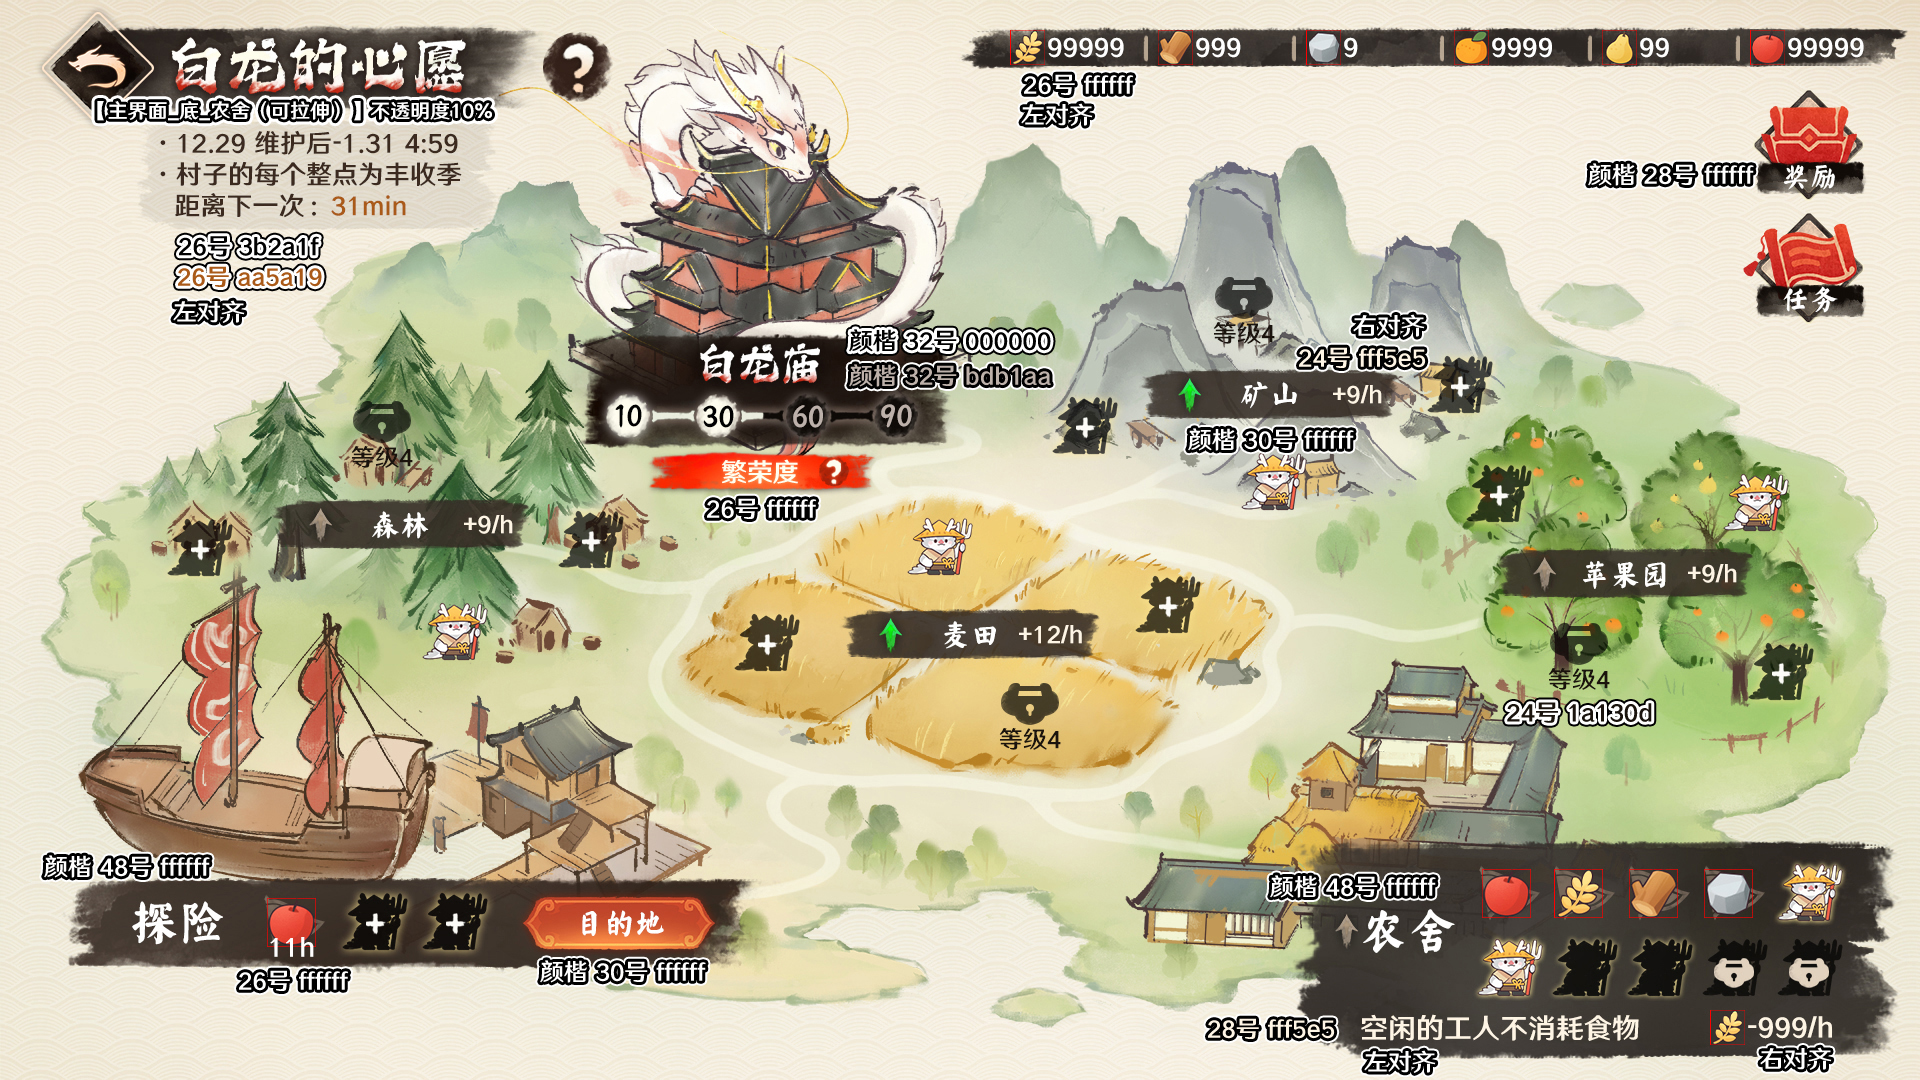 白龙的心愿
?
【主界面_底_农舍（可拉伸）】不透明度10%
· 12.29 维护后-1.31 4:59
· 村子的每个整点为丰收季
距离下一次：31min
26号 3b2a1f
26号 aa5a19
左对齐
99999
999
9
9999
99
99999
26号 ffffff
左对齐
颜楷 28号 ffffff
奖励
任务
白龙庙
颜楷 32号 000000
颜楷 32号 bdb1aa
10
30
60
90
繁荣度 ?
26号 ffffff
等级4
右对齐
24号 fff5e5
矿山 +9/h
颜楷 30号 ffffff
等级4
森林 +9/h
苹果园 +9/h
麦田 +12/h
等级4
24号 1a130d
等级4
颜楷 48号 ffffff
探险
11h
26号 ffffff
目的地
颜楷 30号 ffffff
颜楷 48号 ffffff
农舍
28号 fff5e5
空闲的工人不消耗食物
-999/h
左对齐
右对齐